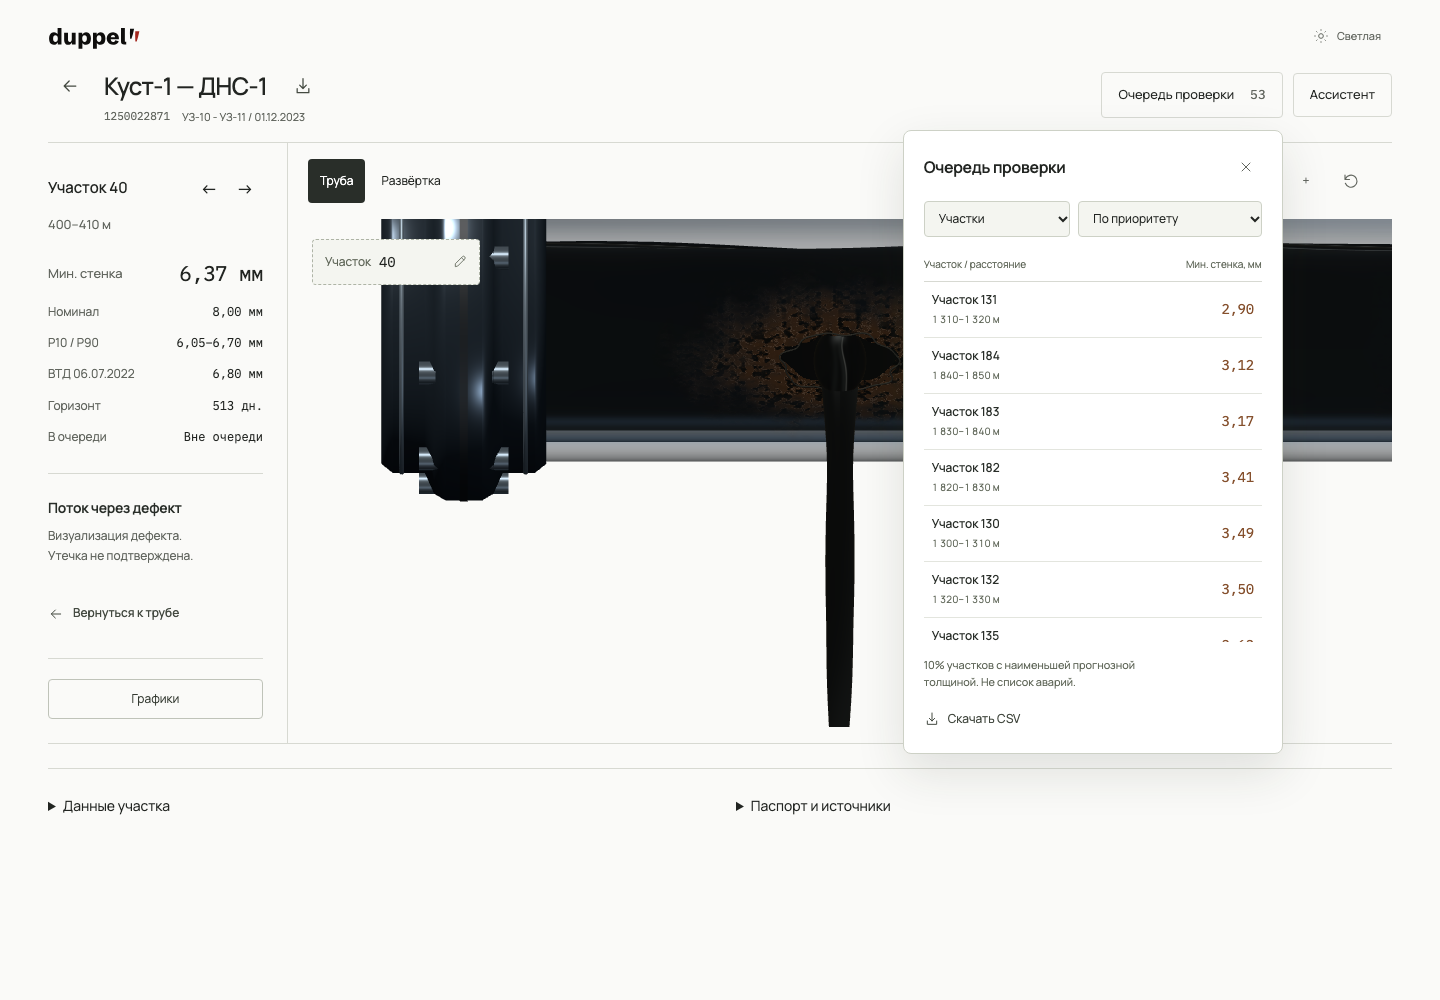 duppel
Светлая
Куст-1 — ДНС-1
Очередь проверки 53
Ассистент
1250022871 УЗ-10 - УЗ-11 / 01.12.2023
Участок 40
400–410 м
Мин. стенка 6,37 мм
Номинал 8,00 мм
P10 / P90 6,05–6,70 мм
ВТД 06.07.2022 6,80 мм
Горизонт 513 дн.
В очереди Вне очереди
Поток через дефект
Визуализация дефекта.
Утечка не подтверждена.
Вернуться к трубе
Графики
Труба
Развёртка
+
Участок 40
Очередь проверки
Участки
По приоритету
Участок / расстояние Мин. стенка, мм
Участок 131
1 310–1 320 м
2,90
Участок 184
1 840–1 850 м
3,12
Участок 183
1 830–1 840 м
3,17
Участок 182
1 820–1 830 м
3,41
Участок 130
1 300–1 310 м
3,49
Участок 132
1 320–1 330 м
3,50
Участок 135
10% участков с наименьшей прогнозной
толщиной. Не список аварий.
Скачать CSV
Данные участка
Паспорт и источники